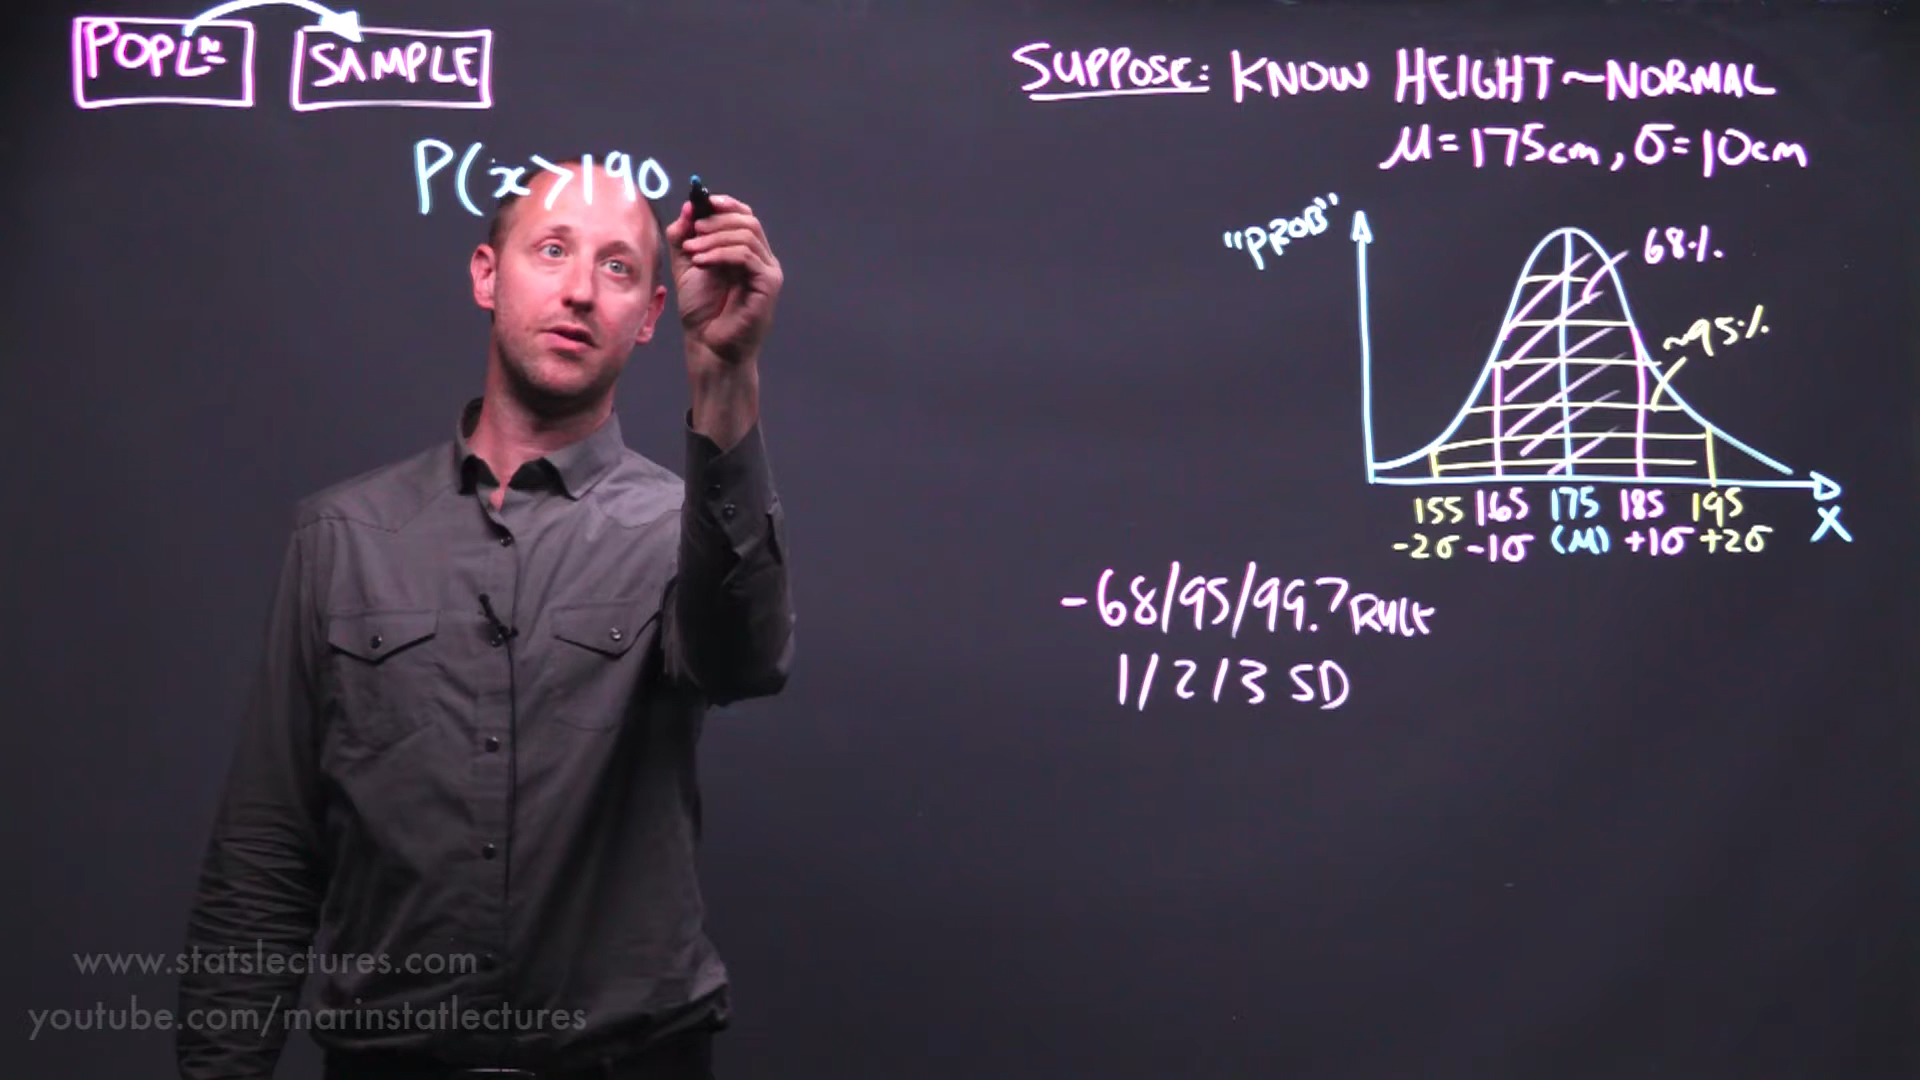 POPLⁿ
SAMPLE
P(x>190
SUPPOSE: KNOW HEIGHT~NORMAL
μ=175cm, σ=10cm
"PROB"
68%
~95%
155 165 175 185 195
-2σ -1σ (μ) +1σ +2σ
X
-68/95/99.7 RULE
1/2/3 SD
www.statslectures.com
youtube.com/marinstatlectures